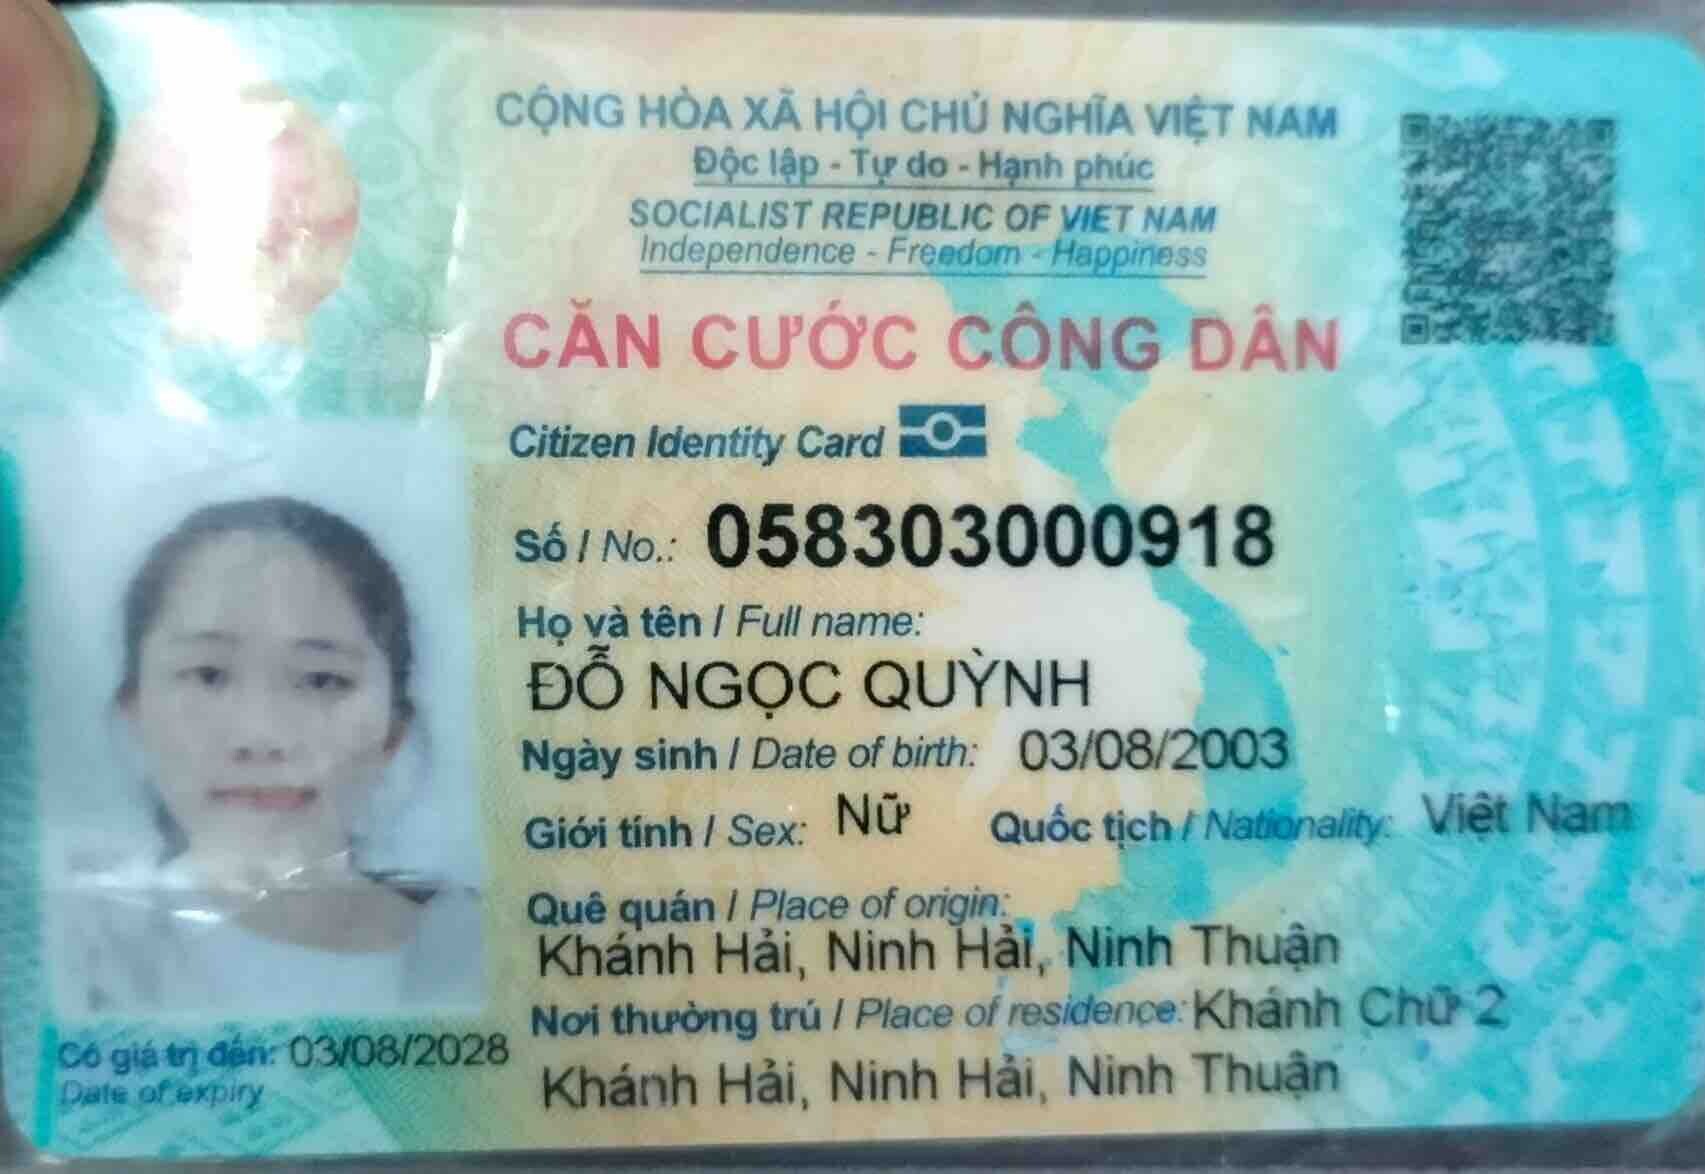 CỘNG HÒA XÃ HỘI CHỦ NGHĨA VIỆT NAM
Độc lập - Tự do - Hạnh phúc
SOCIALIST REPUBLIC OF VIET NAM
Independence - Freedom - Happiness
CĂN CƯỚC CÔNG DÂN
Citizen Identity Card
Số / No.: 058303000918
Họ và tên / Full name:
ĐỖ NGỌC QUỲNH
Ngày sinh / Date of birth: 03/08/2003
Giới tính / Sex: Nữ Quốc tịch / Nationality: Việt Nam
Quê quán / Place of origin:
Khánh Hải, Ninh Hải, Ninh Thuận
Nơi thường trú / Place of residence: Khánh Chữ 2
Khánh Hải, Ninh Hải, Ninh Thuận
Có giá trị đến: 03/08/2028
Date of expiry